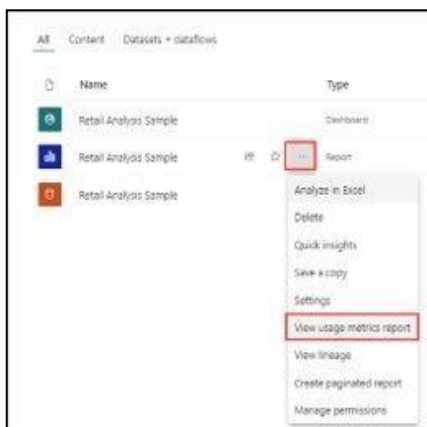 All Content Datasets + dataflows
Name Type
Retail Analysis Sample Dashboard
Retail Analysis Sample ... Report
Retail Analysis Sample
Analyze in Excel
Delete
Quick insights
Save a copy
Settings
View usage metrics report
View lineage
Create paginated report
Manage permissions